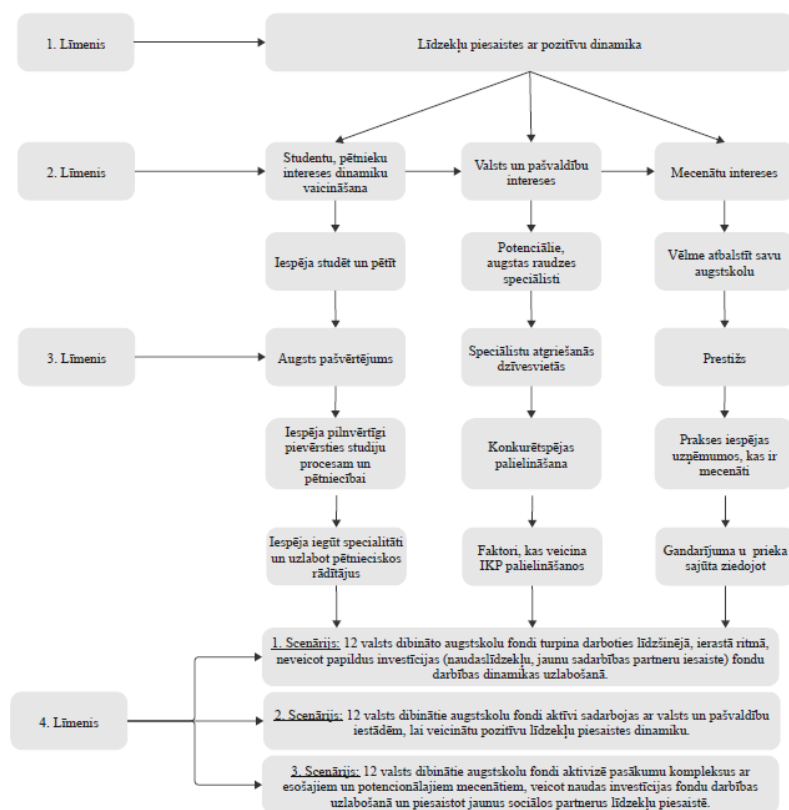 1. Līmenis
Līdzekļu piesaistes ar pozitīvu dinamika
2. Līmenis
Studentu, pētnieku
intereses dinamiku
vaicināšana
Valsts un pašvaldību
intereses
Mecenātu intereses
Iespēja studēt un pētīt
Potenciālie,
augstas raudzes
speciālisti
Vēlme atbalstīt savu
augstskolu
3. Līmenis
Augsts pašvērtējums
Speciālistu atgriešanās
dzīvesvietās
Prestižs
Iespēja pilnvērtīgi
pievērsties studiju
procesam un
pētniecībai
Konkurētspējas
palielināšana
Prakses iespējas
uzņēmumos, kas ir
mecenāti
Iespēja iegūt specialitāti
un uzlabot pētnieciskos
rādītājus
Faktori, kas veicina
IKP palielināšanos
Gandarījuma u prieka
sajūta ziedojot
1. Scenārijs: 12 valsts dibināto augstskolu fondi turpina darboties līdzšinējā, ierastā ritmā,
neveicot papildus investīcijas (naudaslīdzekļu, jaunu sadarbības partneru iesaiste) fondu
darbības dinamikas uzlabošanā.
4. Līmenis
2. Scenārijs: 12 valsts dibinātie augstskolu fondi aktīvi sadarbojas ar valsts un pašvaldību
iestādēm, lai veicinātu pozitīvu līdzekļu piesaistes dinamiku.
3. Scenārijs: 12 valsts dibinātie augstskolu fondi aktivizē pasākumu kompleksus ar
esošajiem un potencionālajiem mecenātiem, veicot naudas investīcijas fondu darbības
uzlabošanā un piesaistot jaunus sociālos partnerus līdzekļu piesaistē.